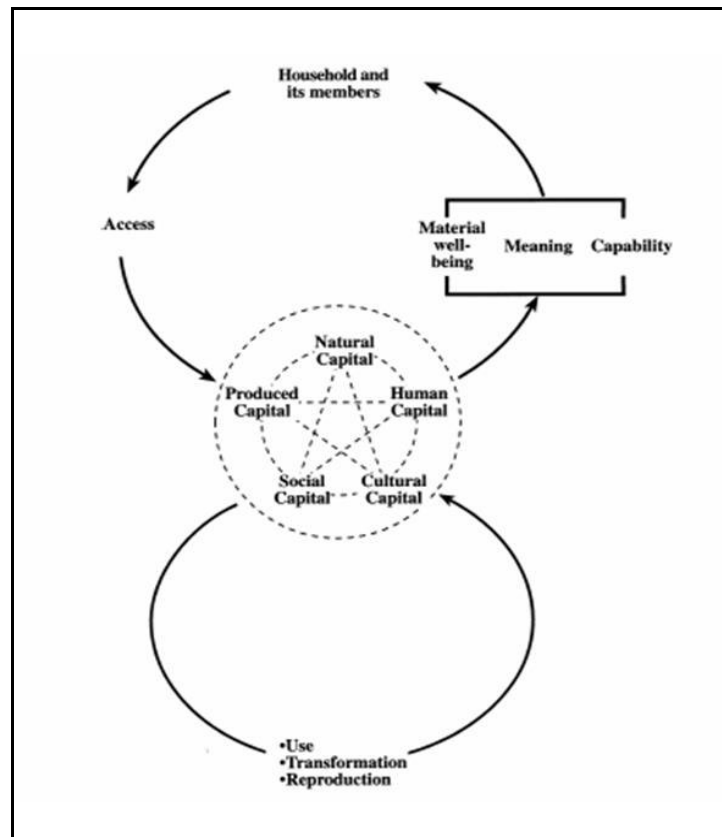 Household and
its members
Access
Material
well-
being
Meaning
Capability
Natural
Capital
Produced
Capital
Human
Capital
Social
Capital
Cultural
Capital
•Use
•Transformation
•Reproduction